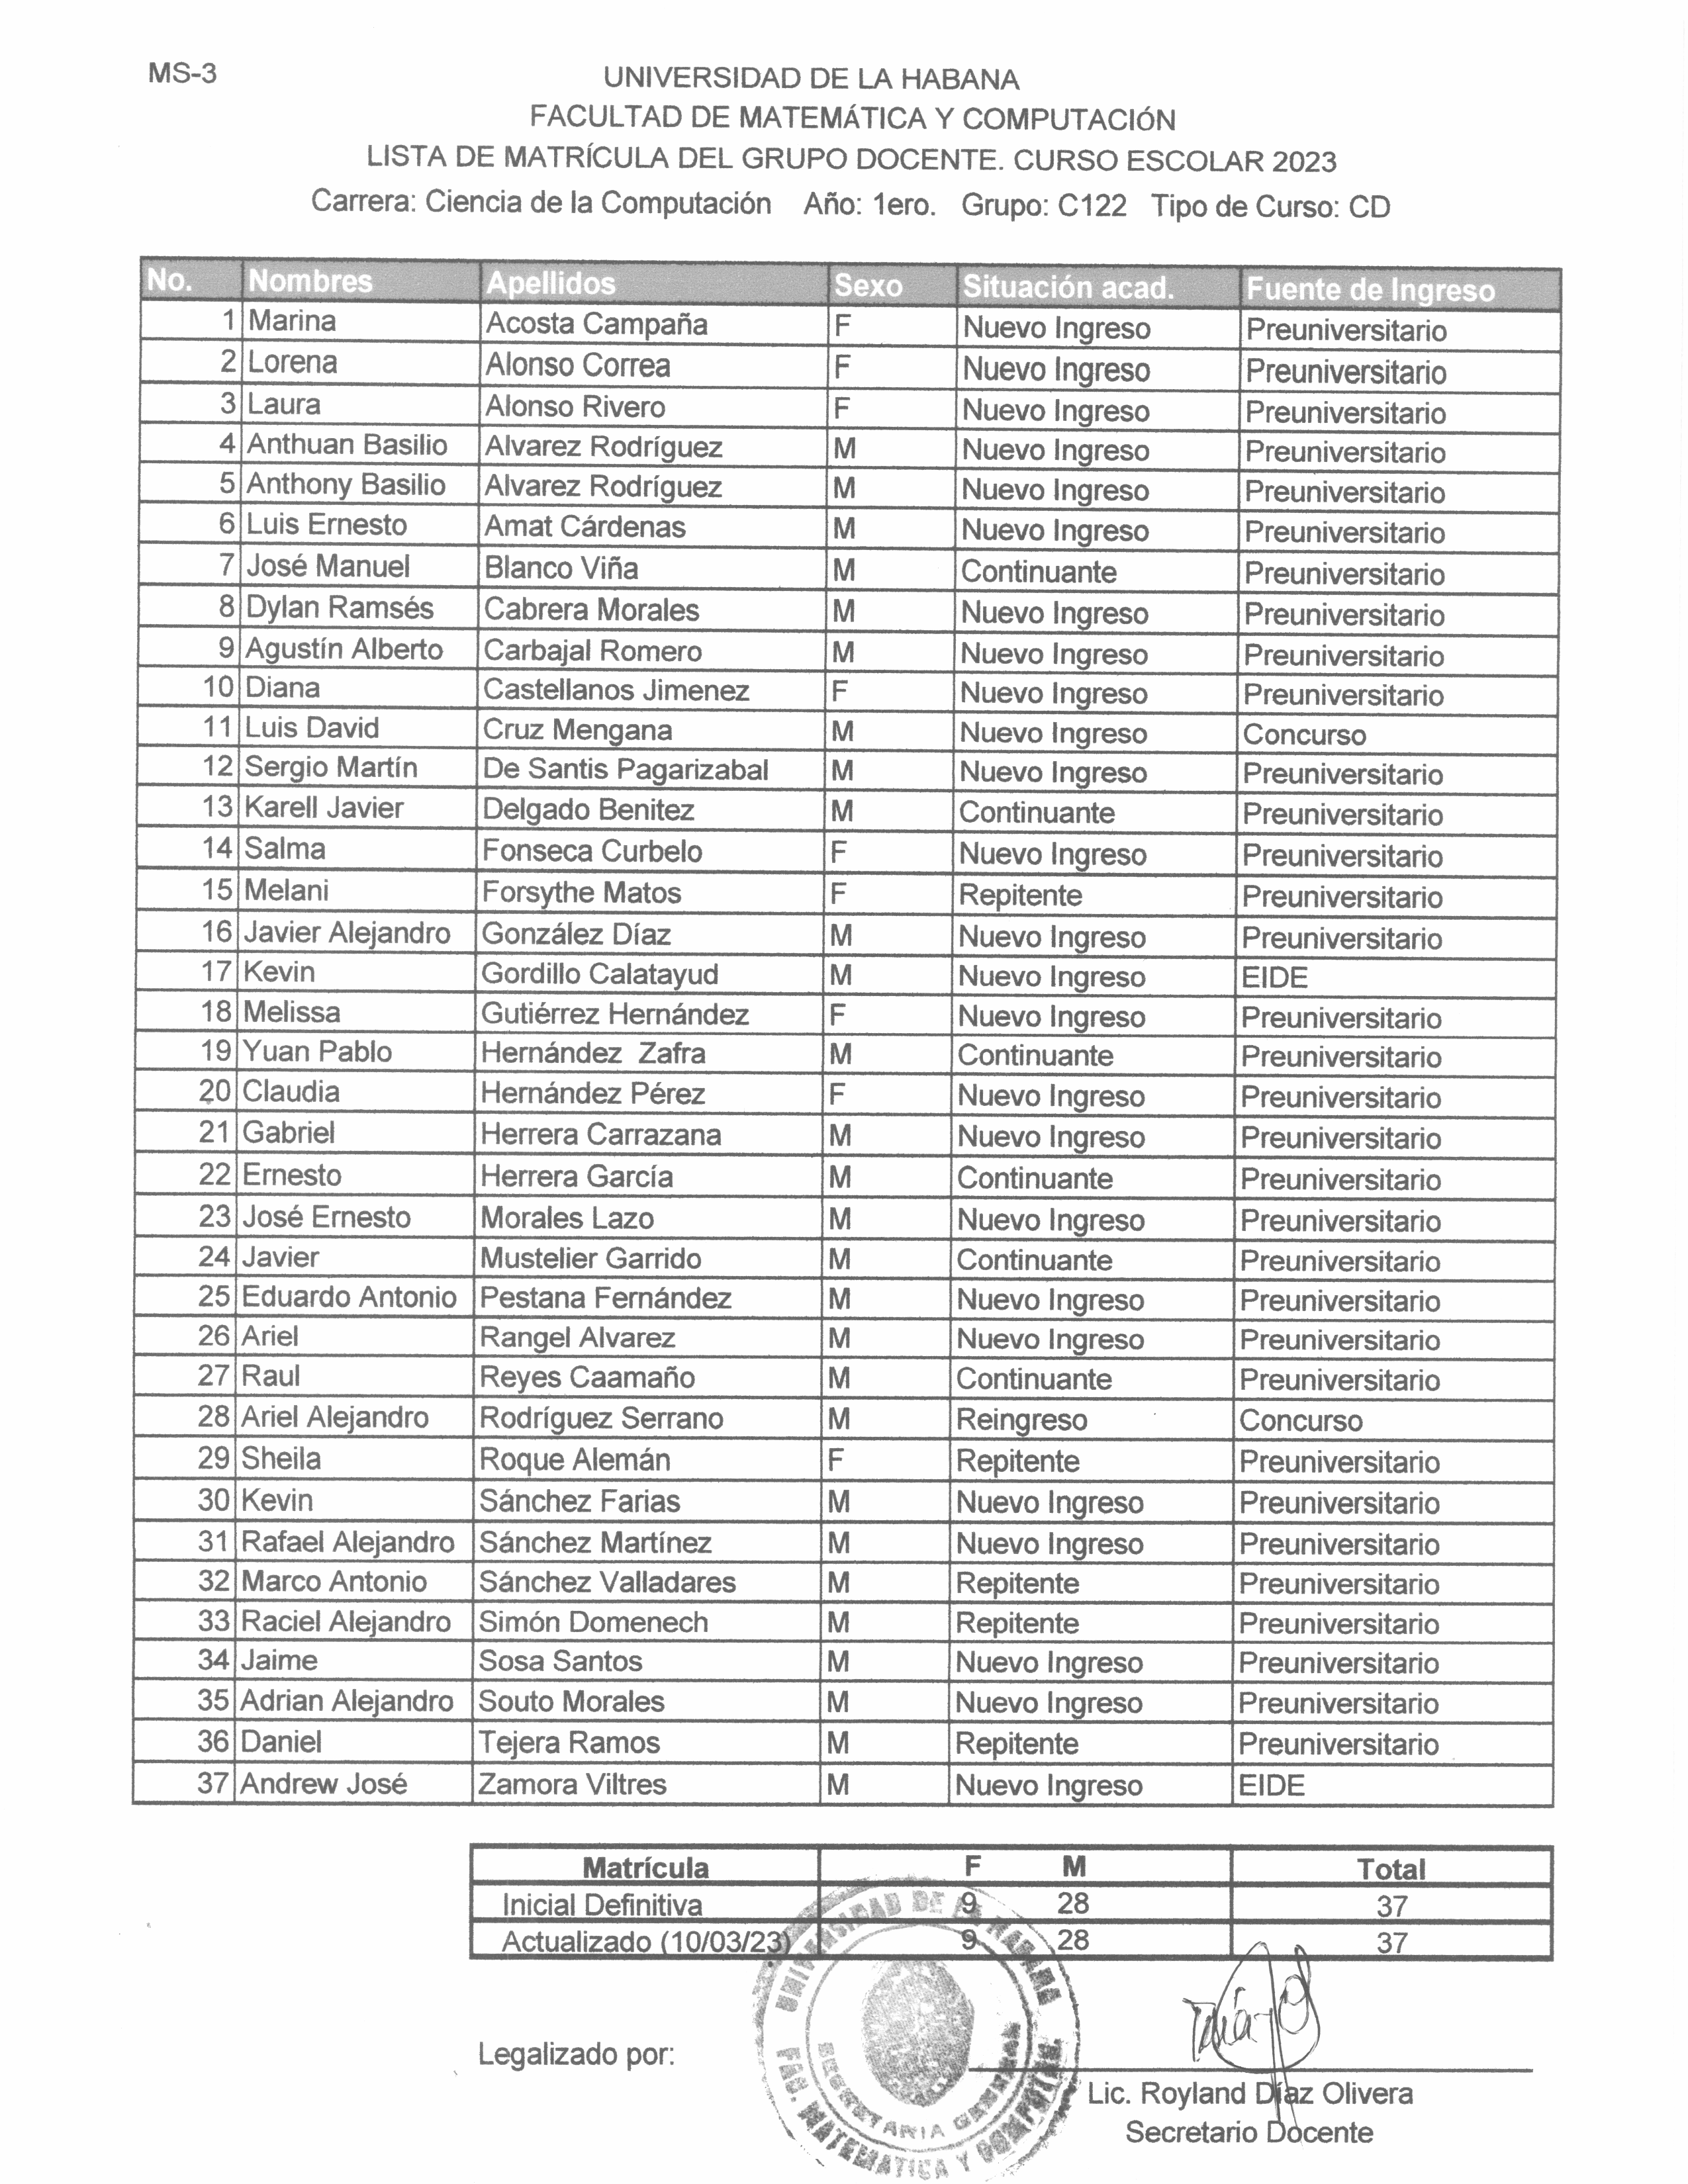 MS-3
UNIVERSIDAD DE LA HABANA
FACULTAD DE MATEMÁTICA Y COMPUTACIÓN
LISTA DE MATRÍCULA DEL GRUPO DOCENTE. CURSO ESCOLAR 2023
Carrera: Ciencia de la Computación Año: 1ero. Grupo: C122 Tipo de Curso: CD
No. Nombres Apellidos Sexo Situación acad. Fuente de Ingreso
1 Marina Acosta Campaña F Nuevo Ingreso Preuniversitario
2 Lorena Alonso Correa F Nuevo Ingreso Preuniversitario
3 Laura Alonso Rivero F Nuevo Ingreso Preuniversitario
4 Anthuan Basilio Alvarez Rodríguez M Nuevo Ingreso Preuniversitario
5 Anthony Basilio Alvarez Rodríguez M Nuevo Ingreso Preuniversitario
6 Luis Ernesto Amat Cárdenas M Nuevo Ingreso Preuniversitario
7 José Manuel Blanco Viña M Continuante Preuniversitario
8 Dylan Ramsés Cabrera Morales M Nuevo Ingreso Preuniversitario
9 Agustín Alberto Carbajal Romero M Nuevo Ingreso Preuniversitario
10 Diana Castellanos Jimenez F Nuevo Ingreso Preuniversitario
11 Luis David Cruz Mengana M Nuevo Ingreso Concurso
12 Sergio Martín De Santis Pagarizabal M Nuevo Ingreso Preuniversitario
13 Karell Javier Delgado Benitez M Continuante Preuniversitario
14 Salma Fonseca Curbelo F Nuevo Ingreso Preuniversitario
15 Melani Forsythe Matos F Repitente Preuniversitario
16 Javier Alejandro González Díaz M Nuevo Ingreso Preuniversitario
17 Kevin Gordillo Calatayud M Nuevo Ingreso EIDE
18 Melissa Gutiérrez Hernández F Nuevo Ingreso Preuniversitario
19 Yuan Pablo Hernández Zafra M Continuante Preuniversitario
20 Claudia Hernández Pérez F Nuevo Ingreso Preuniversitario
21 Gabriel Herrera Carrazana M Nuevo Ingreso Preuniversitario
22 Ernesto Herrera García M Continuante Preuniversitario
23 José Ernesto Morales Lazo M Nuevo Ingreso Preuniversitario
24 Javier Mustelier Garrido M Continuante Preuniversitario
25 Eduardo Antonio Pestana Fernández M Nuevo Ingreso Preuniversitario
26 Ariel Rangel Alvarez M Nuevo Ingreso Preuniversitario
27 Raul Reyes Caamaño M Continuante Preuniversitario
28 Ariel Alejandro Rodríguez Serrano M Reingreso Concurso
29 Sheila Roque Alemán F Repitente Preuniversitario
30 Kevin Sánchez Farias M Nuevo Ingreso Preuniversitario
31 Rafael Alejandro Sánchez Martínez M Nuevo Ingreso Preuniversitario
32 Marco Antonio Sánchez Valladares M Repitente Preuniversitario
33 Raciel Alejandro Simón Domenech M Repitente Preuniversitario
34 Jaime Sosa Santos M Nuevo Ingreso Preuniversitario
35 Adrian Alejandro Souto Morales M Nuevo Ingreso Preuniversitario
36 Daniel Tejera Ramos M Repitente Preuniversitario
37 Andrew José Zamora Viltres M Nuevo Ingreso EIDE
Matrícula F M Total
Inicial Definitiva 9 28 37
Actualizado (10/03/23) 9 28 37
UNIVERSIDAD DE LA HABANA
SECRETARIA GENERAL
FAC. MATEMATICA Y COMPUTAC.
Legalizado por:
Lic. Royland Díaz Olivera
Secretario Docente